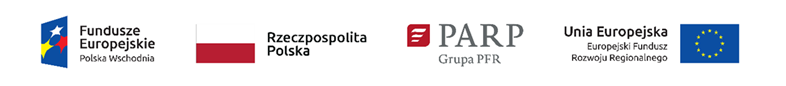 Fundusze
Europejskie
Polska Wschodnia
Rzeczpospolita
Polska
PARP
Grupa PFR
Unia Europejska
Europejski Fundusz
Rozwoju Regionalnego